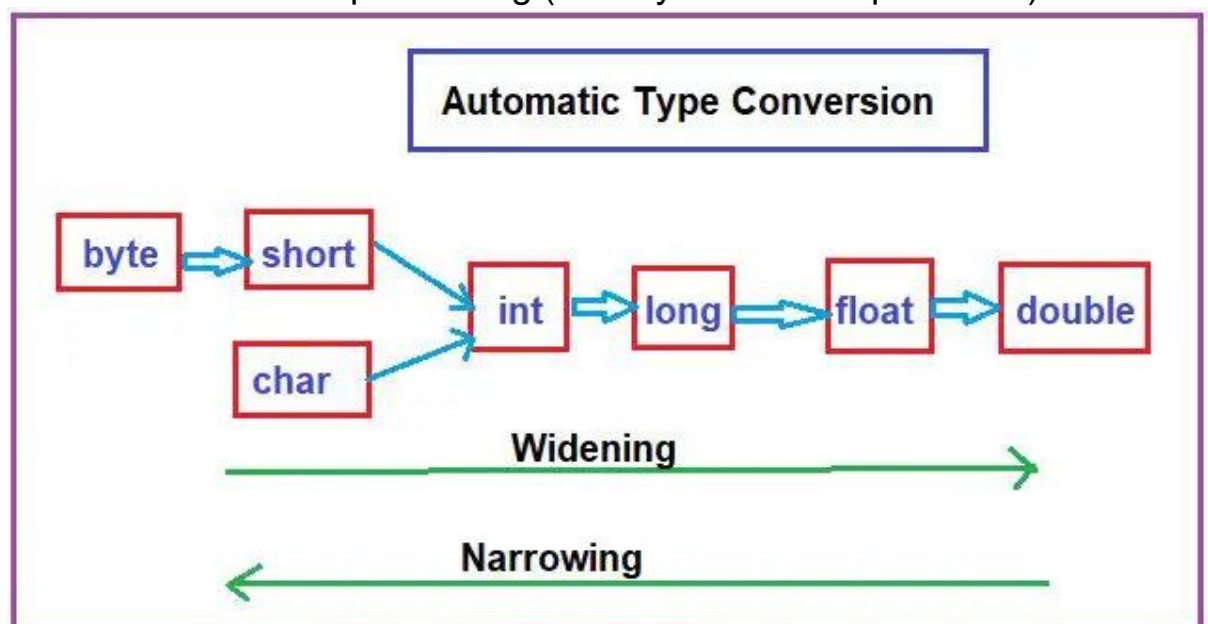 Automatic Type Conversion
byte short
int long float double
char
Widening
Narrowing